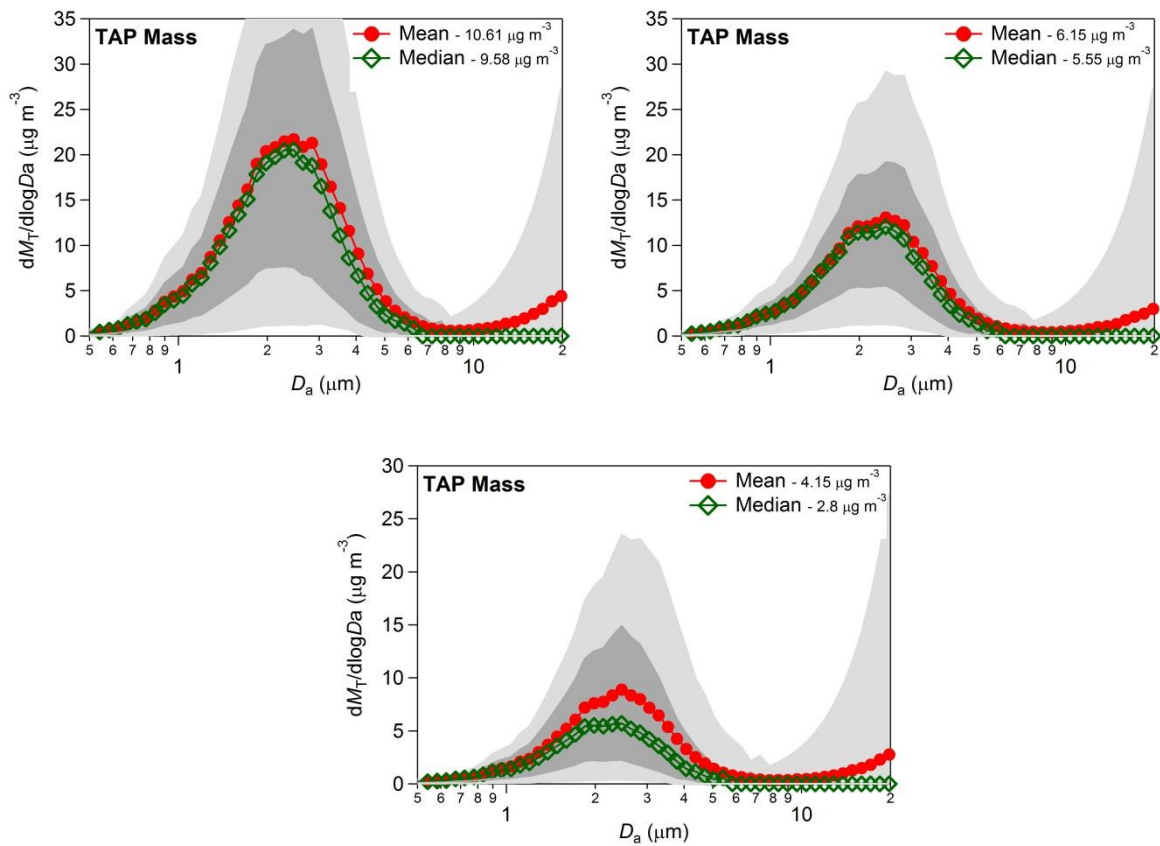 TAP Mass
Mean - 10.61 μg m⁻³
Median - 9.58 μg m⁻³
35
30
25
20
15
10
5
0
dM_T/dlogDa (μg m⁻³)
5 6 7 8 9 1 2 3 4 5 6 7 8 9 10 2
D_a (μm)
TAP Mass
Mean - 6.15 μg m⁻³
Median - 5.55 μg m⁻³
35
30
25
20
15
10
5
0
dM_T/dlogDa (μg m⁻³)
5 6 7 8 9 1 2 3 4 5 6 7 8 9 10 2
D_a (μm)
TAP Mass
Mean - 4.15 μg m⁻³
Median - 2.8 μg m⁻³
30
25
20
15
10
5
0
dM_T/dlogDa (μg m⁻³)
5 6 7 8 9 1 2 3 4 5 6 7 8 9 10 2
D_a (μm)